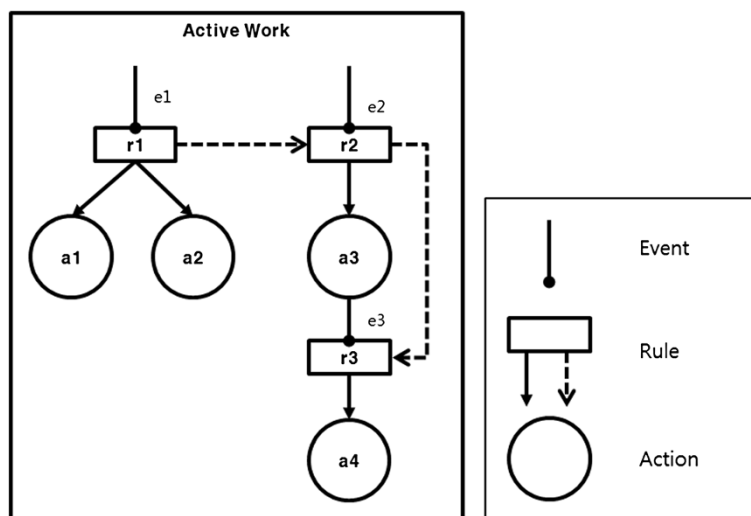 Active Work
e1
e2
r1
r2
a1
a2
a3
e3
r3
a4
Event
Rule
Action